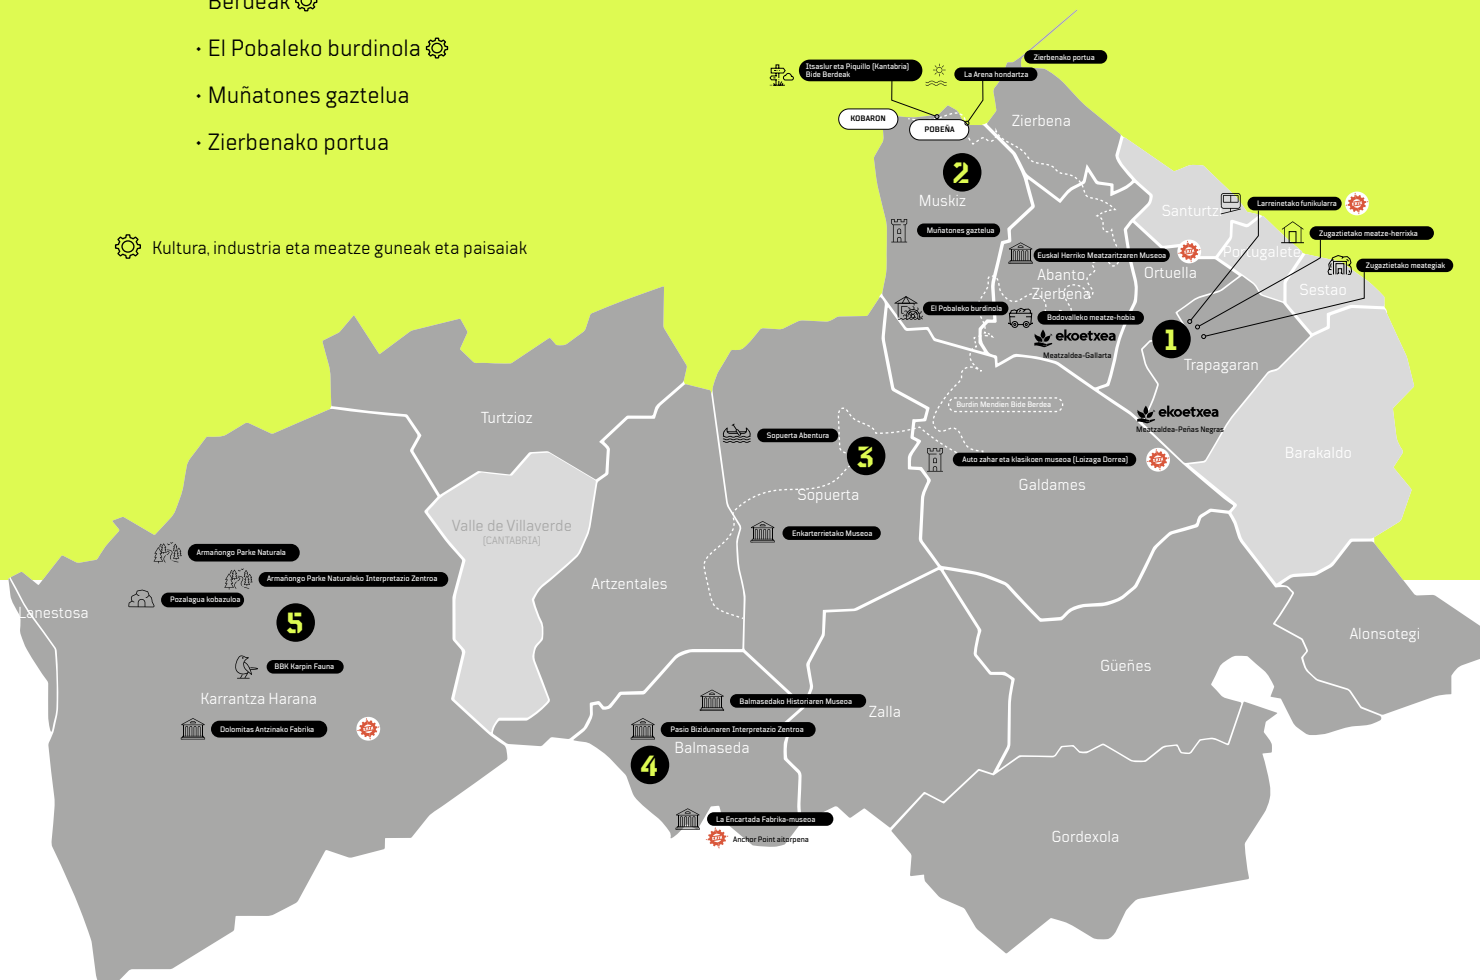 Berdeak
· El Pobaleko burdinola
· Muñatones gaztelua
· Zierbenako portua
Kultura, industria eta meatze guneak eta paisaiak
Zierbenako portua
Itsaslur eta Piquillo [Kantabria]
Bide Berdeak
La Arena hondartza
KOBARON
POBEÑA
Zierbena
2
Muskiz
Muñatones gaztelua
Santurtzi
Larreinetako funikularra
Zugaztietako meatze-herrixka
Portugalete
Zugaztietako meategiak
Euskal Herriko Meatzaritzaren Museoa
Abanto
Zierbena
Ortuella
Sestao
El Pobaleko burdinola
Bodovalleko meatze-hobia
ekoetxea
Meatzaldea-Gallarta
1
Trapagaran
Burdin Mendien Bide Berdea
ekoetxea
Meatzaldea-Peñas Negras
Turtzioz
Sopuerta Abentura
3
Auto zahar eta klasikoen museoa [Loizaga Dorrea]
Barakaldo
Galdames
Sopuerta
Valle de Villaverde
[CANTABRIA]
Enkarterrietako Museoa
Armañongo Parke Naturala
Armañongo Parke Naturaleko Interpretazio Zentroa
Artzentales
Pozalagua kobazuloa
Lanestosa
5
Alonsotegi
BBK Karpin Fauna
Güeñes
Karrantza Harana
Balmasedako Historiaren Museoa
Zalla
Dolomitas Antzinako Fabrika
Pasio Bizidunaren Interpretazio Zentroa
Balmaseda
4
La Encartada Fabrika-museoa
Anchor Point aitorpena
Gordexola